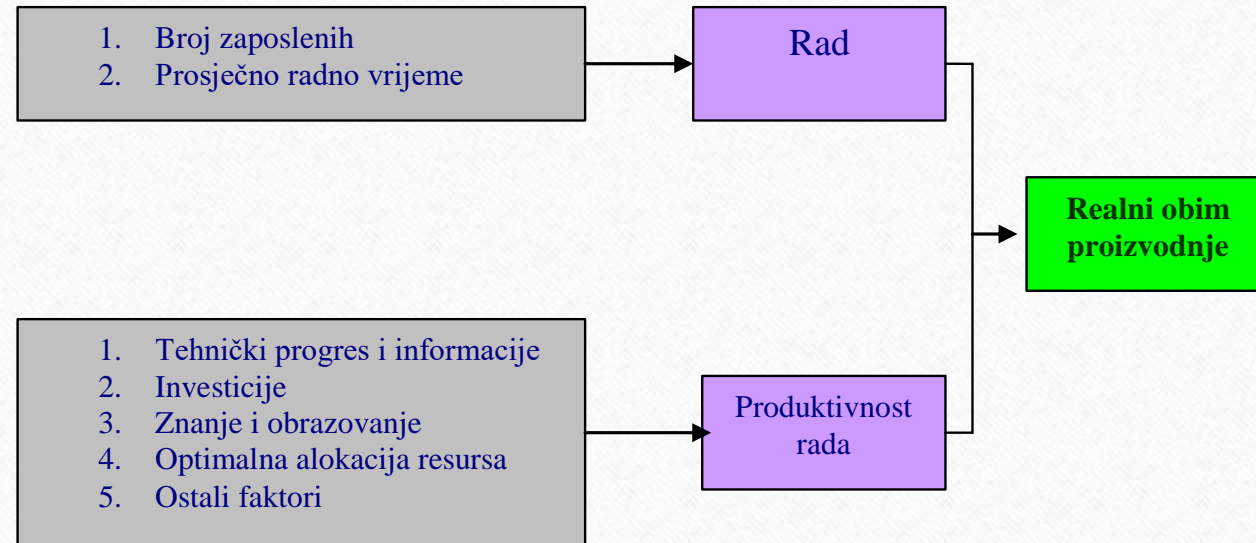 1. Broj zaposlenih
2. Prosječno radno vrijeme
Rad
Realni obim
proizvodnje
1. Tehnički progres i informacije
2. Investicije
3. Znanje i obrazovanje
4. Optimalna alokacija resursa
5. Ostali faktori
Produktivnost
rada